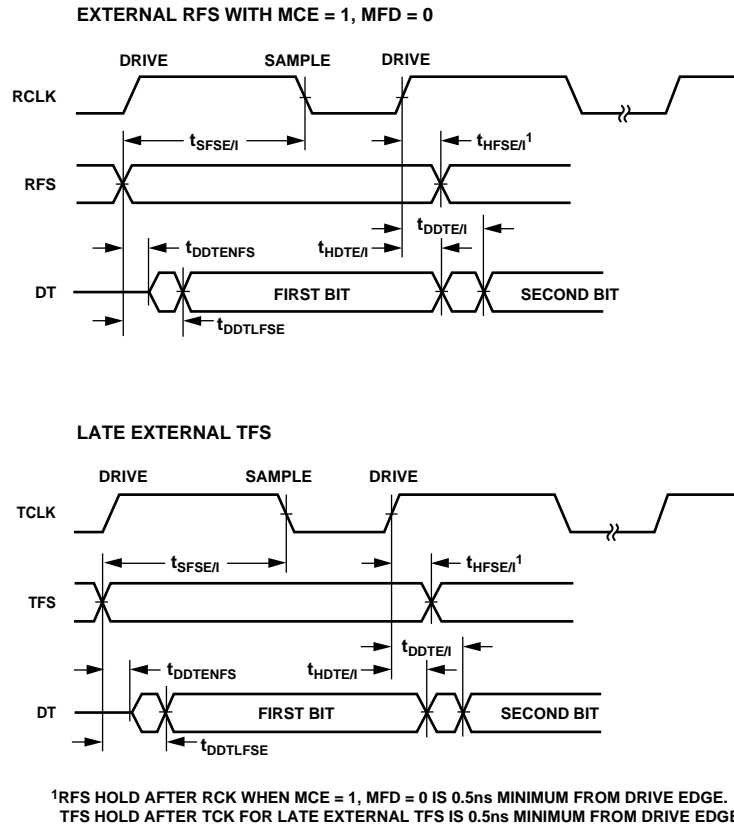 EXTERNAL RFS WITH MCE = 1, MFD = 0
DRIVE SAMPLE DRIVE
RCLK
tSFSE/I tHFSE/I1
RFS
tDDTE/I
tDDTENFS tHDTE/I
DT FIRST BIT SECOND BIT
tDDTLFSE
LATE EXTERNAL TFS
DRIVE SAMPLE DRIVE
TCLK
tSFSE/I tHFSE/I1
TFS
tDDTE/I
tDDTENFS tHDTE/I
DT FIRST BIT SECOND BIT
tDDTLFSE
1RFS HOLD AFTER RCK WHEN MCE = 1, MFD = 0 IS 0.5ns MINIMUM FROM DRIVE EDGE.
TFS HOLD AFTER TCK FOR LATE EXTERNAL TFS IS 0.5ns MINIMUM FROM DRIVE EDGE